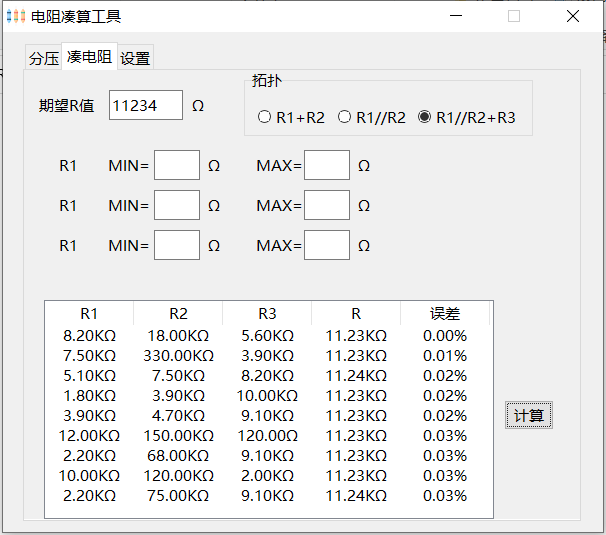 电阻凑算工具
分压 凑电阻 设置
拓扑
期望R值 11234 Ω
R1+R2 R1//R2 R1//R2+R3
R1 MIN= Ω MAX= Ω
R1 MIN= Ω MAX= Ω
R1 MIN= Ω MAX= Ω
R1 R2 R3 R 误差
8.20KΩ 18.00KΩ 5.60KΩ 11.23KΩ 0.00%
7.50KΩ 330.00KΩ 3.90KΩ 11.23KΩ 0.01%
5.10KΩ 7.50KΩ 8.20KΩ 11.24KΩ 0.02%
1.80KΩ 3.90KΩ 10.00KΩ 11.23KΩ 0.02%
3.90KΩ 4.70KΩ 9.10KΩ 11.23KΩ 0.02%
12.00KΩ 150.00KΩ 120.00Ω 11.23KΩ 0.03%
2.20KΩ 68.00KΩ 9.10KΩ 11.23KΩ 0.03%
10.00KΩ 120.00KΩ 2.00KΩ 11.23KΩ 0.03%
2.20KΩ 75.00KΩ 9.10KΩ 11.24KΩ 0.03%
计算